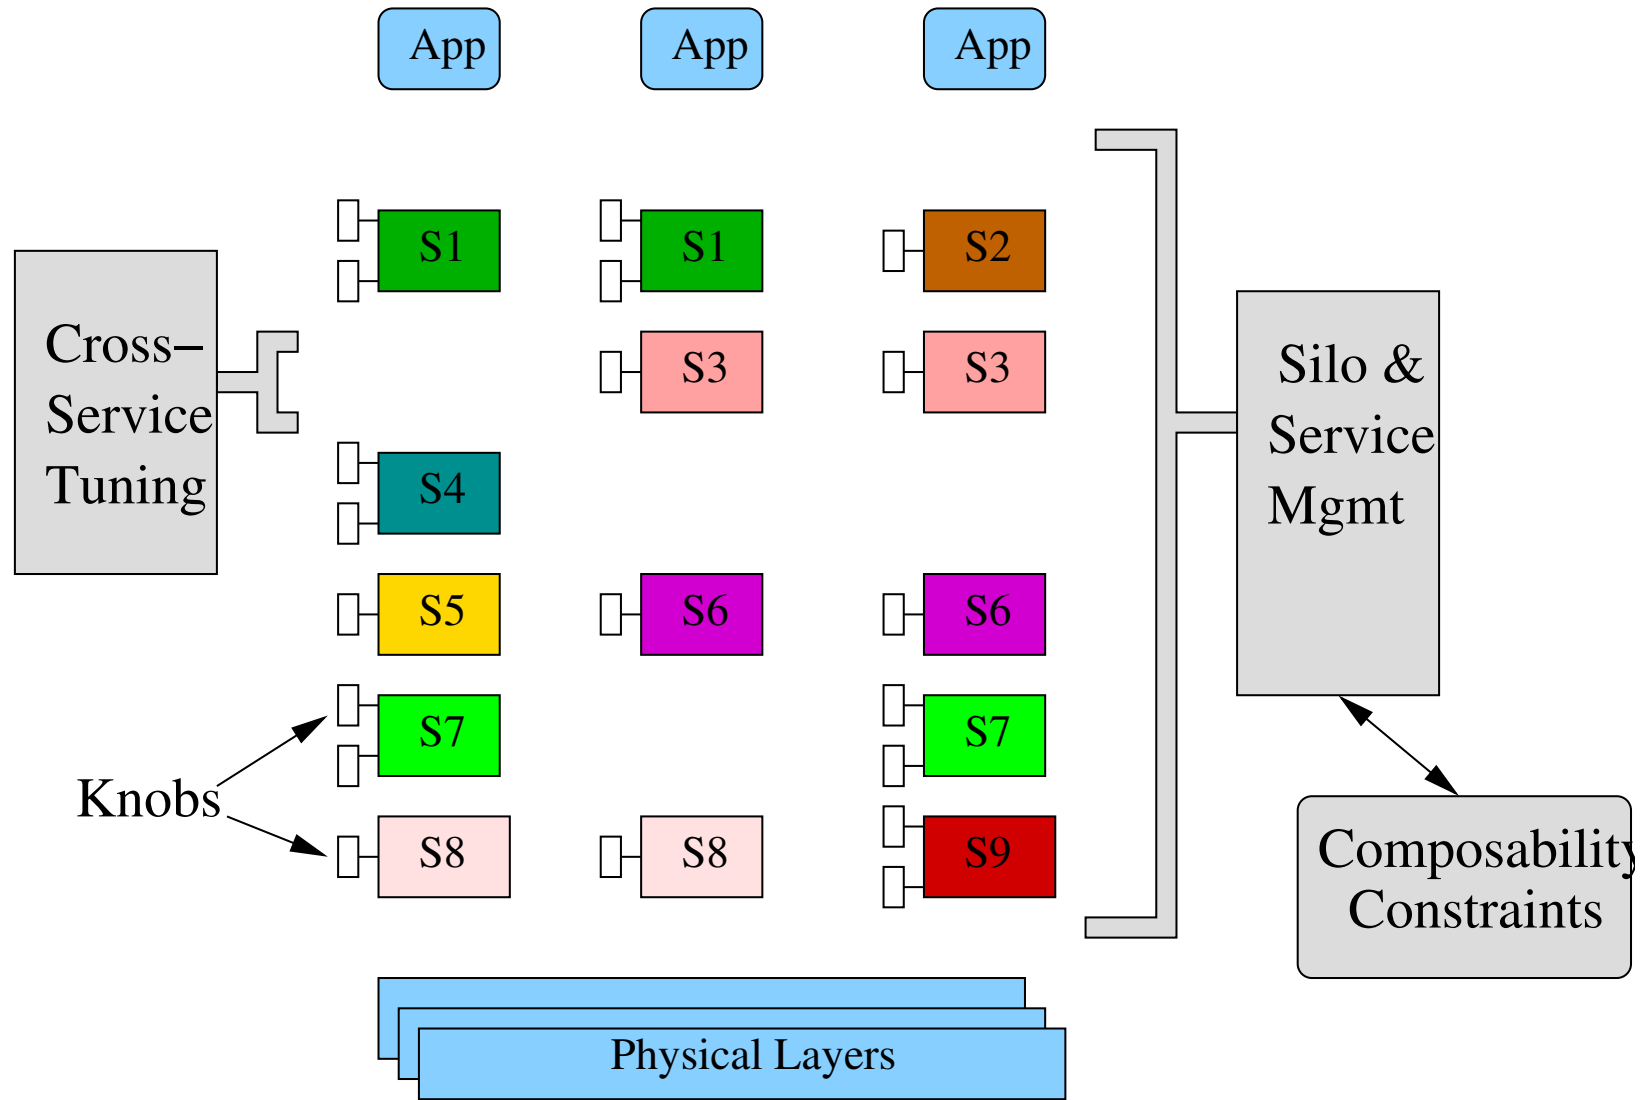 App App App
S1 S1 S2
Cross–
Service
Tuning
S3 S3
Silo &
Service
Mgmt
S4
S5 S6 S6
S7 S7
Knobs
S8 S8 S9
Composability
Constraints
Physical Layers